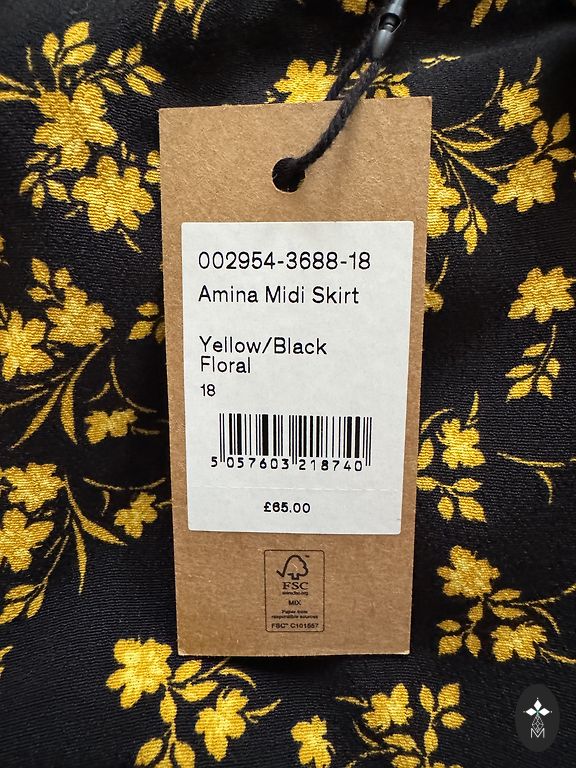 002954-3688-18
Amina Midi Skirt
Yellow/Black
Floral
18
5 057603 218740
£65.00
FSC
www.fsc.org
MIX
Paper from
responsible sources
FSC™ C101557
M